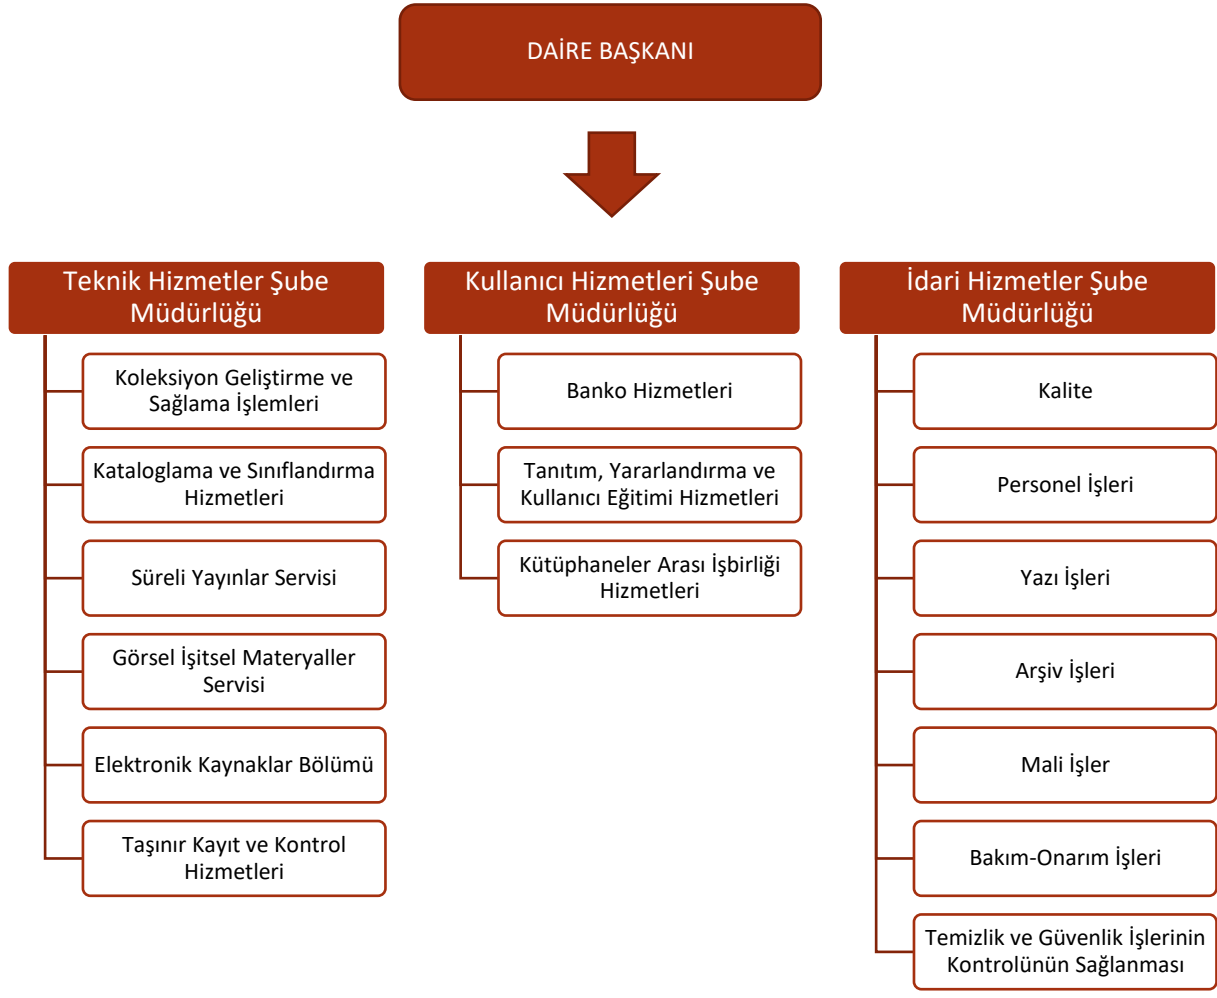 DAİRE BAŞKANI
Teknik Hizmetler Şube
Müdürlüğü
Koleksiyon Geliştirme ve
Sağlama İşlemleri
Kataloglama ve Sınıflandırma
Hizmetleri
Süreli Yayınlar Servisi
Görsel İşitsel Materyaller
Servisi
Elektronik Kaynaklar Bölümü
Taşınır Kayıt ve Kontrol
Hizmetleri
Kullanıcı Hizmetleri Şube
Müdürlüğü
Banko Hizmetleri
Tanıtım, Yararlandırma ve
Kullanıcı Eğitimi Hizmetleri
Kütüphaneler Arası İşbirliği
Hizmetleri
İdari Hizmetler Şube
Müdürlüğü
Kalite
Personel İşleri
Yazı İşleri
Arşiv İşleri
Mali İşler
Bakım-Onarım İşleri
Temizlik ve Güvenlik İşlerinin
Kontrolünün Sağlanması